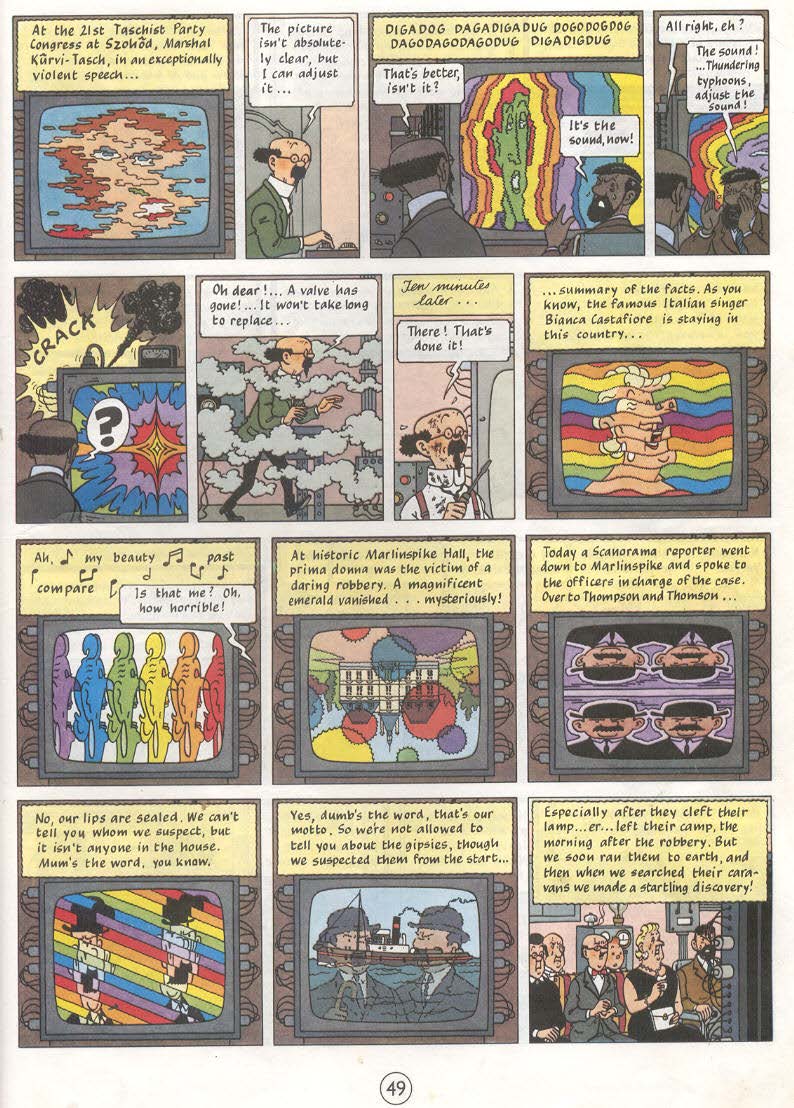 At the 21st Taschist Party
Congress at Szohôd, Marshal
Kûrvi-Tasch, in an exceptionally
violent speech...
The picture
isn't absolute-
ly clear, but
I can adjust
it...
DIGADOG DAGADIGADUG DOGODOGDOG
DAGODAGODAGODUG DIGADIGDUG
That's better,
isn't it?
It's the
sound, now!
All right, eh?
The sound!
...Thundering
typhoons,
adjust the
sound!
CRACK
?
Oh dear!... A valve has
gone!... It won't take long
to replace...
Ten minutes
later...
There! That's
done it!
...summary of the facts. As you
know, the famous Italian singer
Bianca Castafiore is staying in
this country...
Ah, my beauty past
compare
Is that me? Oh,
how horrible!
At historic Marlinspike Hall, the
prima donna was the victim of a
daring robbery. A magnificent
emerald vanished . . . mysteriously!
Today a Scanorama reporter went
down to Marlinspike and spoke to
the officers in charge of the case.
Over to Thompson and Thomson...
No, our lips are sealed. We can't
tell you whom we suspect, but
it isn't anyone in the house.
Mum's the word, you know.
Yes, dumb's the word, that's our
motto. So we're not allowed to
tell you about the gipsies, though
we suspected them from the start...
Especially after they cleft their
lamp...er...left their camp, the
morning after the robbery. But
we soon ran them to earth, and
then when we searched their cara-
vans we made a startling discovery!
49